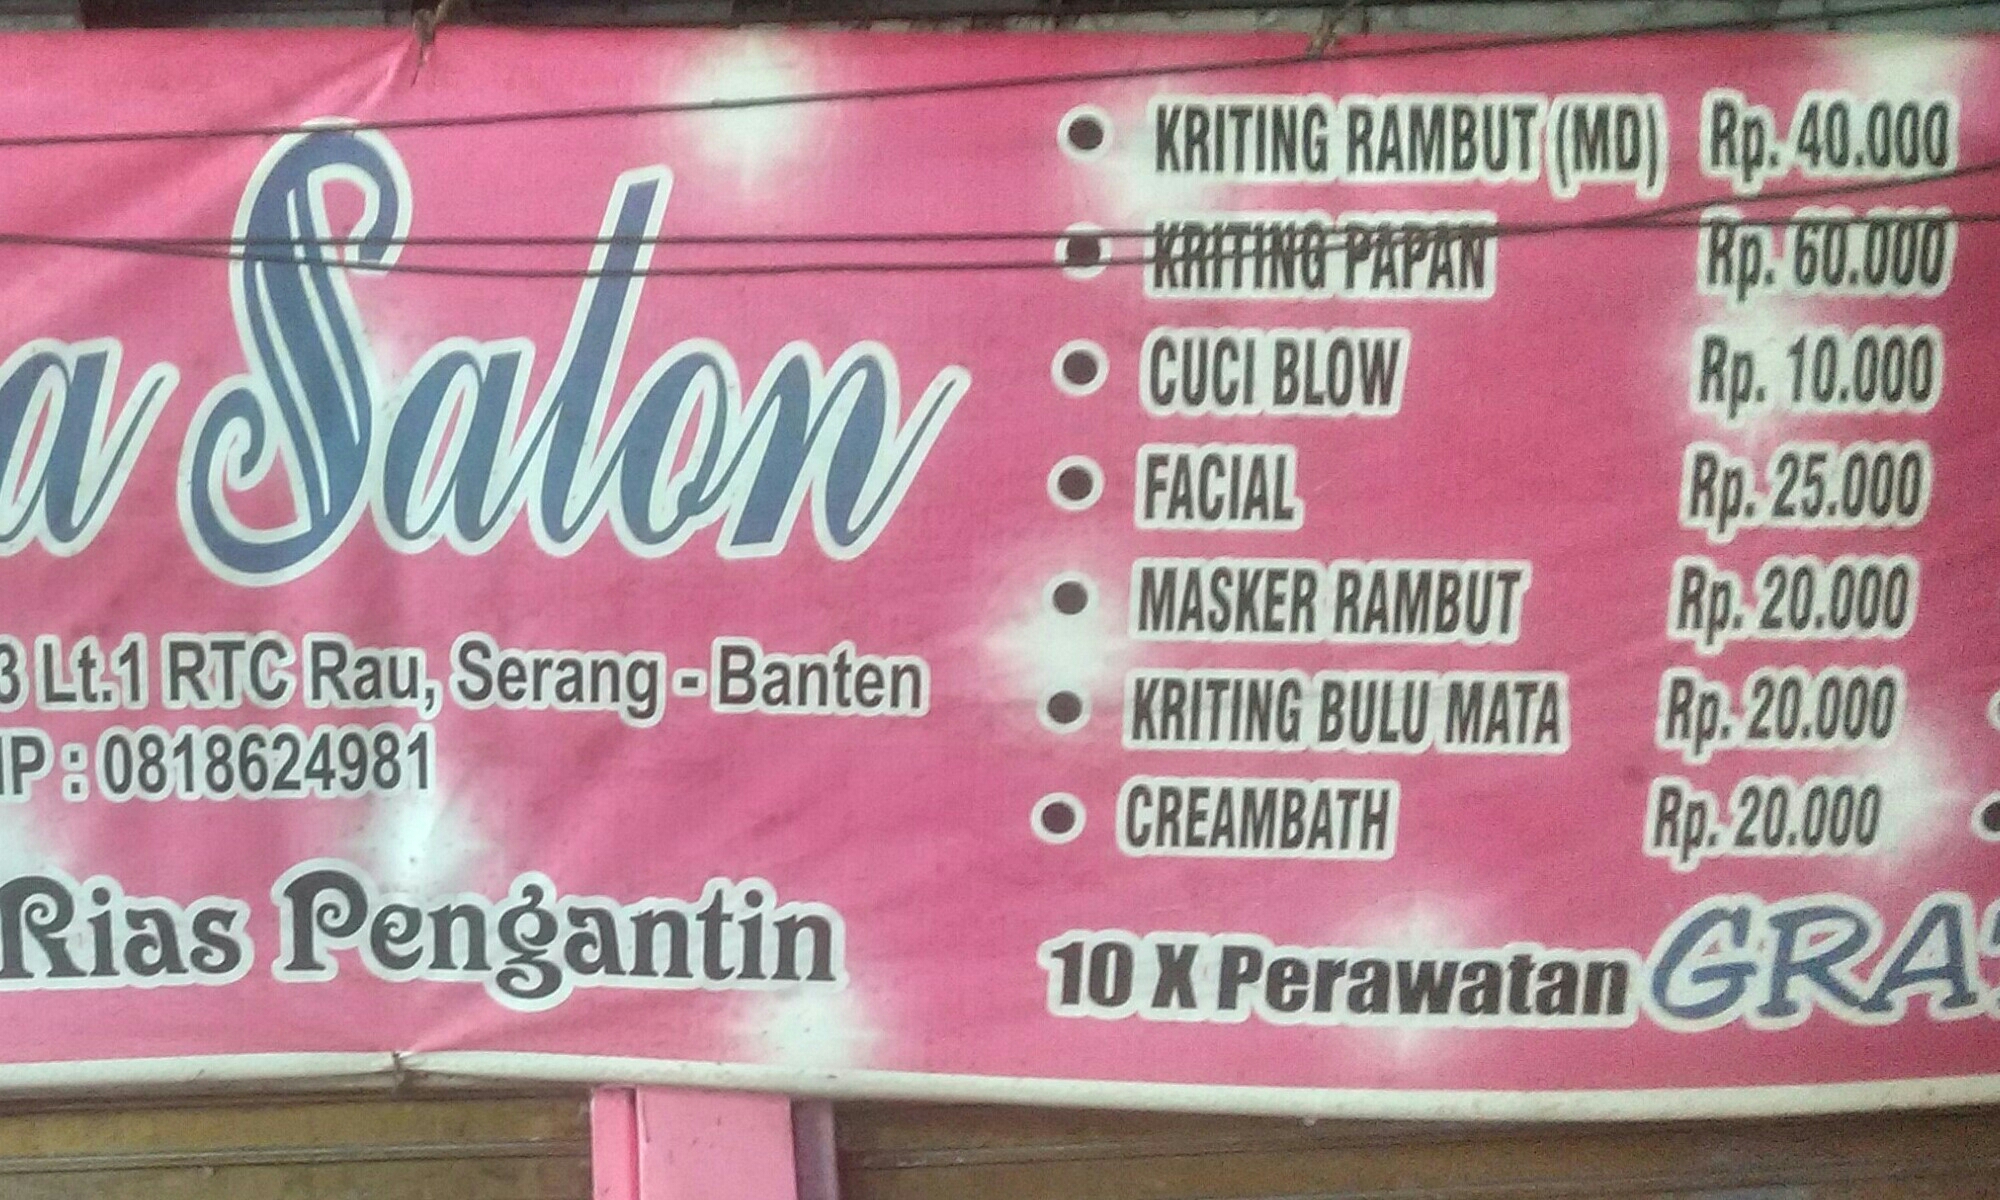 a Salon
3 Lt.1 RTC Rau, Serang - Banten
HP : 0818624981
Rias Pengantin
• KRITING RAMBUT (MD) Rp. 40.000
• KRITING PAPAN Rp. 60.000
• CUCI BLOW Rp. 10.000
• FACIAL Rp. 25.000
• MASKER RAMBUT Rp. 20.000
• KRITING BULU MATA Rp. 20.000
• CREAMBATH Rp. 20.000
10 X Perawatan GRA